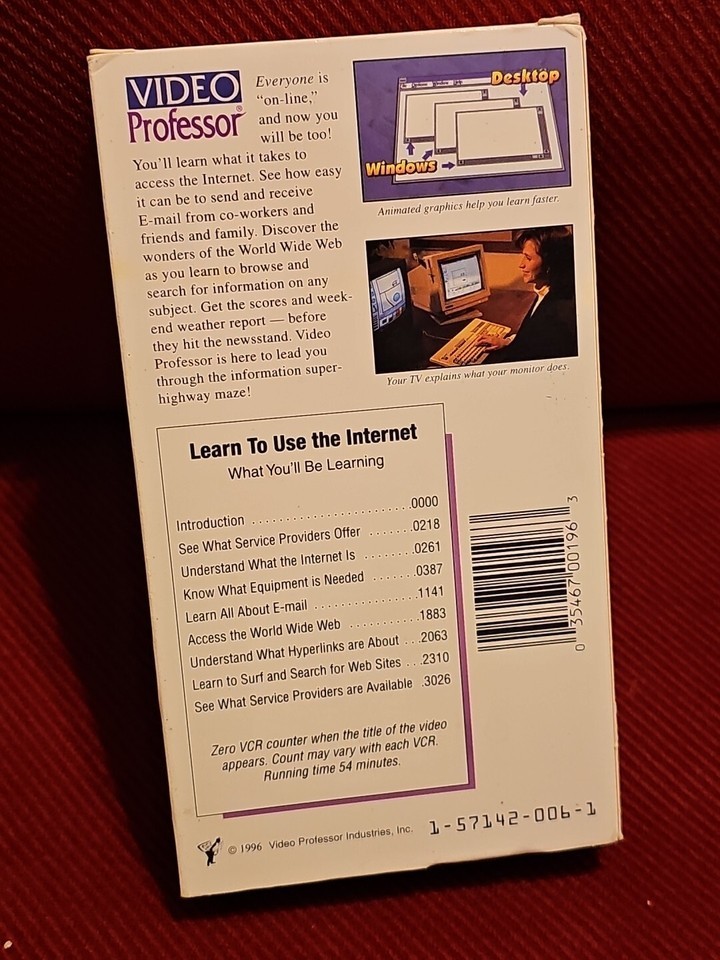 VIDEO
Professor®
Everyone is
"on-line,"
and now you
will be too!
You'll learn what it takes to
access the Internet. See how easy
it can be to send and receive
E-mail from co-workers and
friends and family. Discover the
wonders of the World Wide Web
as you learn to browse and
search for information on any
subject. Get the scores and week-
end weather report — before
they hit the newsstand. Video
Professor is here to lead you
through the information super-
highway maze!
Desktop
Windows
Animated graphics help you learn faster.
Your TV explains what your monitor does.
Learn To Use the Internet
What You'll Be Learning
Introduction ........................0000
See What Service Providers Offer .......0218
Understand What the Internet Is ........0261
Know What Equipment is Needed .......0387
Learn All About E-mail ................1141
Access the World Wide Web ..........1883
Understand What Hyperlinks are About ...2063
Learn to Surf and Search for Web Sites ...2310
See What Service Providers are Available .3026
Zero VCR counter when the title of the video
appears. Count may vary with each VCR.
Running time 54 minutes.
0 35467 00196 3
© 1996 Video Professor Industries, Inc.
1-57142-006-1